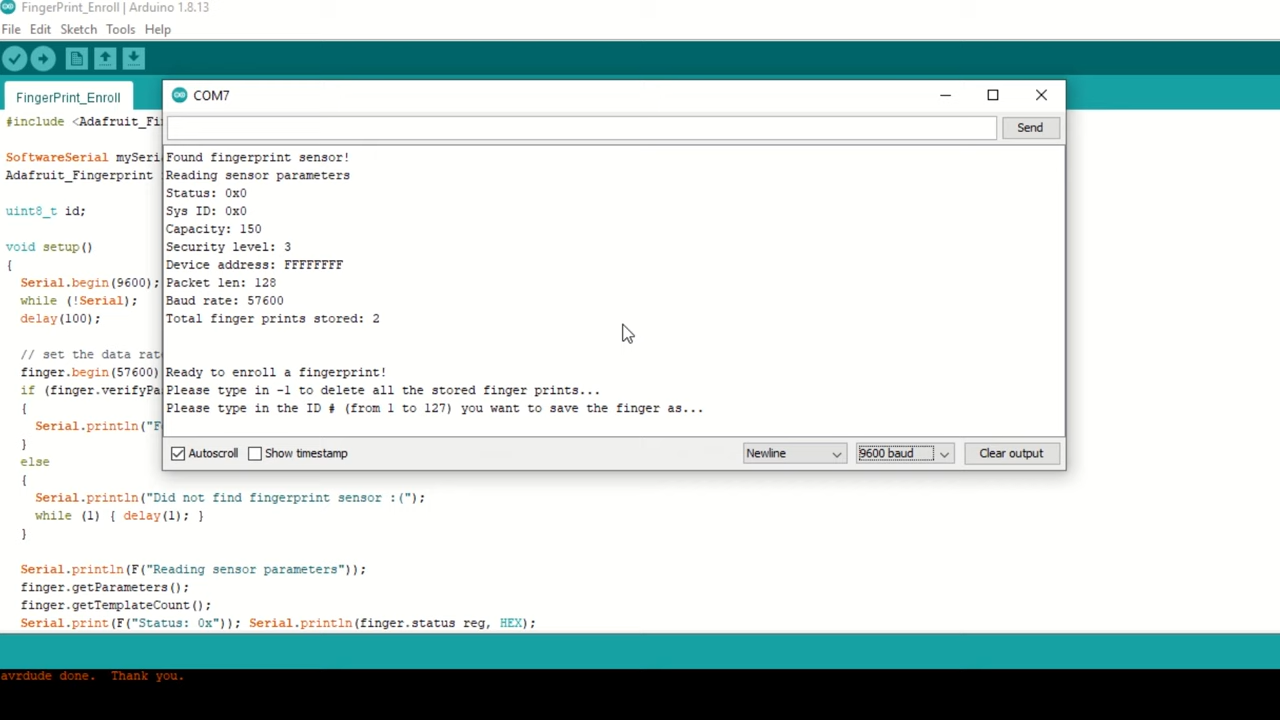 FingerPrint_Enroll | Arduino 1.8.13
File Edit Sketch Tools Help
FingerPrint_Enroll
COM7
Send
#include <Adafruit_Fi
SoftwareSerial mySeri
Adafruit_Fingerprint
uint8_t id;
void setup()
{
Serial.begin(9600);
while (!Serial);
delay(100);
// set the data rat
finger.begin(57600)
if (finger.verifyPa
{
Serial.println("F
}
else
{
Serial.println("Did not find fingerprint sensor :(");
while (1) { delay(1); }
}
Serial.println(F("Reading sensor parameters"));
finger.getParameters();
finger.getTemplateCount();
Serial.print(F("Status: 0x")); Serial.println(finger.status reg, HEX);
Found fingerprint sensor!
Reading sensor parameters
Status: 0x0
Sys ID: 0x0
Capacity: 150
Security level: 3
Device address: FFFFFFFF
Packet len: 128
Baud rate: 57600
Total finger prints stored: 2
Ready to enroll a fingerprint!
Please type in -1 to delete all the stored finger prints...
Please type in the ID # (from 1 to 127) you want to save the finger as...
Autoscroll Show timestamp Newline 9600 baud Clear output
avrdude done. Thank you.